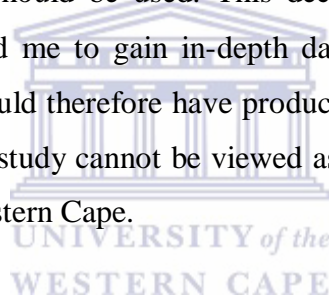 should be used. This dec
d me to gain in-depth da
uld therefore have produc
study cannot be viewed as
stern Cape.
UNIVERSITY of the
WESTERN CAPE